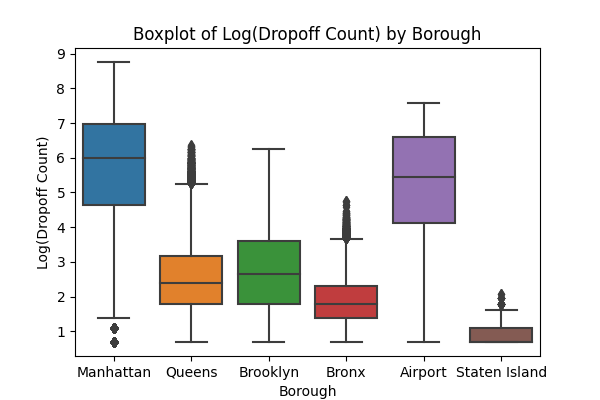 Boxplot of Log(Dropoff Count) by Borough
Log(Dropoff Count)
9
8
7
6
5
4
3
2
1
Manhattan Queens Brooklyn Bronx Airport Staten Island
Borough